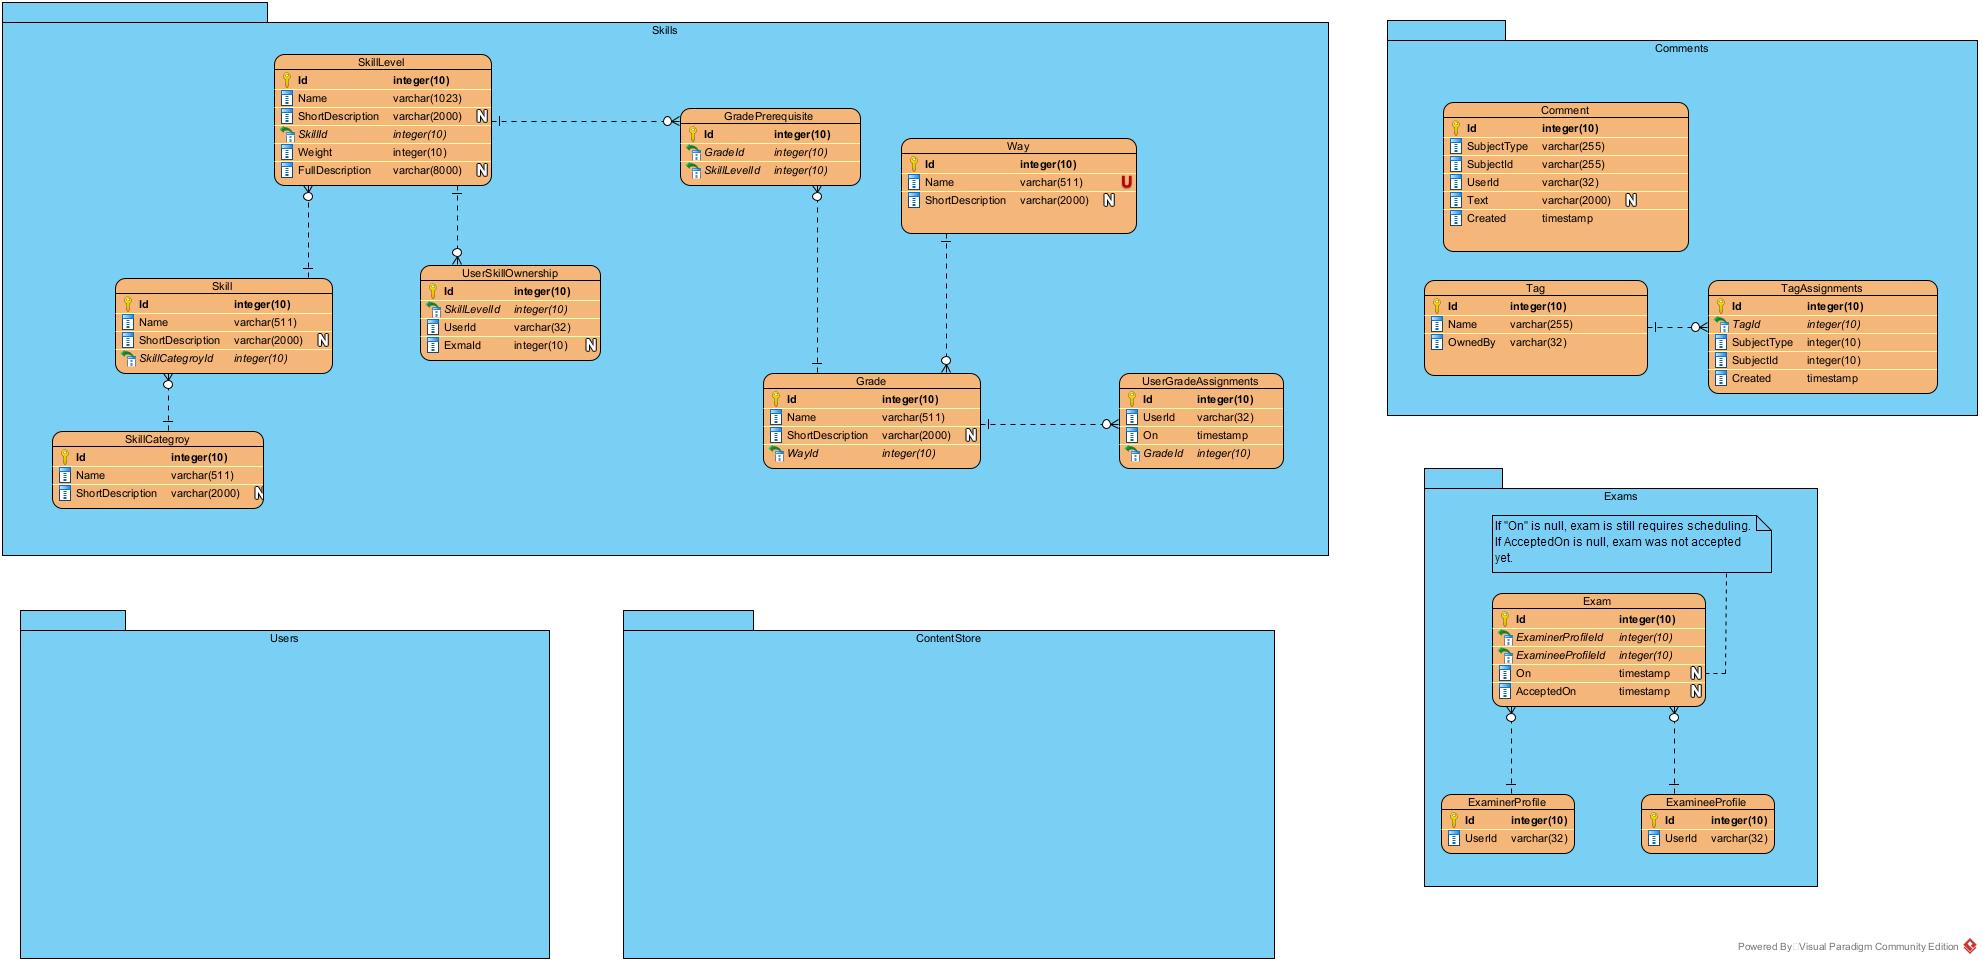 Skills
SkillLevel
Id integer(10)
Name varchar(1023)
ShortDescription varchar(2000) N
SkillId integer(10)
Weight integer(10)
FullDescription varchar(8000) N
GradePrerequisite
Id integer(10)
GradeId integer(10)
SkillLevelId integer(10)
Way
Id integer(10)
Name varchar(511) U
ShortDescription varchar(2000) N
Skill
Id integer(10)
Name varchar(511)
ShortDescription varchar(2000) N
SkillCategroyId integer(10)
UserSkillOwnership
Id integer(10)
SkillLevelId integer(10)
UserId varchar(32)
ExmaId integer(10) N
SkillCategroy
Id integer(10)
Name varchar(511)
ShortDescription varchar(2000) N
Grade
Id integer(10)
Name varchar(511)
ShortDescription varchar(2000) N
WayId integer(10)
UserGradeAssignments
Id integer(10)
UserId varchar(32)
On timestamp
GradeId integer(10)
Comments
Comment
Id integer(10)
SubjectType varchar(255)
SubjectId varchar(255)
UserId varchar(32)
Text varchar(2000) N
Created timestamp
Tag
Id integer(10)
Name varchar(255)
OwnedBy varchar(32)
TagAssignments
Id integer(10)
TagId integer(10)
SubjectType integer(10)
SubjectId integer(10)
Created timestamp
Exams
If "On" is null, exam is still requires scheduling.
If AcceptedOn is null, exam was not accepted
yet.
Exam
Id integer(10)
ExaminerProfileId integer(10)
ExamineeProfileId integer(10)
On timestamp N
AcceptedOn timestamp N
ExaminerProfile
Id integer(10)
UserId varchar(32)
ExamineeProfile
Id integer(10)
UserId varchar(32)
Users
ContentStore
Powered By Visual Paradigm Community Edition